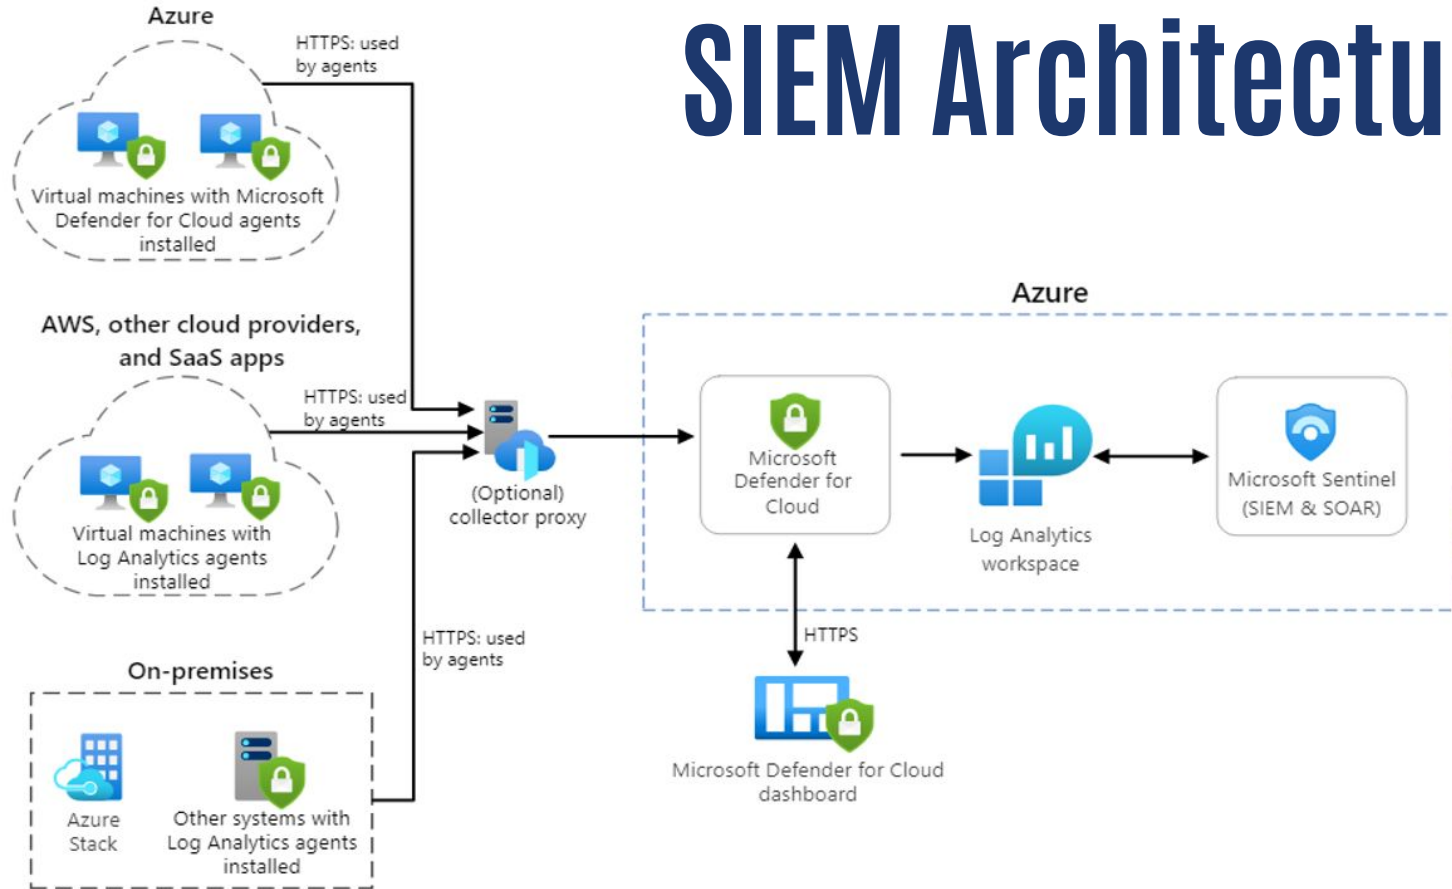 SIEM Architectu
Azure
HTTPS: used
by agents
Virtual machines with Microsoft
Defender for Cloud agents
installed
AWS, other cloud providers,
and SaaS apps
HTTPS: used
by agents
Virtual machines with
Log Analytics agents
installed
(Optional)
collector proxy
HTTPS: used
by agents
On-premises
Azure
Stack
Other systems with
Log Analytics agents
installed
Azure
Microsoft
Defender for
Cloud
Log Analytics
workspace
Microsoft Sentinel
(SIEM & SOAR)
HTTPS
Microsoft Defender for Cloud
dashboard